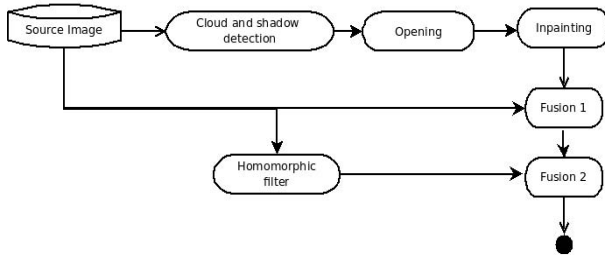 Source Image
Cloud and shadow
detection
Opening
Inpainting
Fusion 1
Homomorphic
filter
Fusion 2